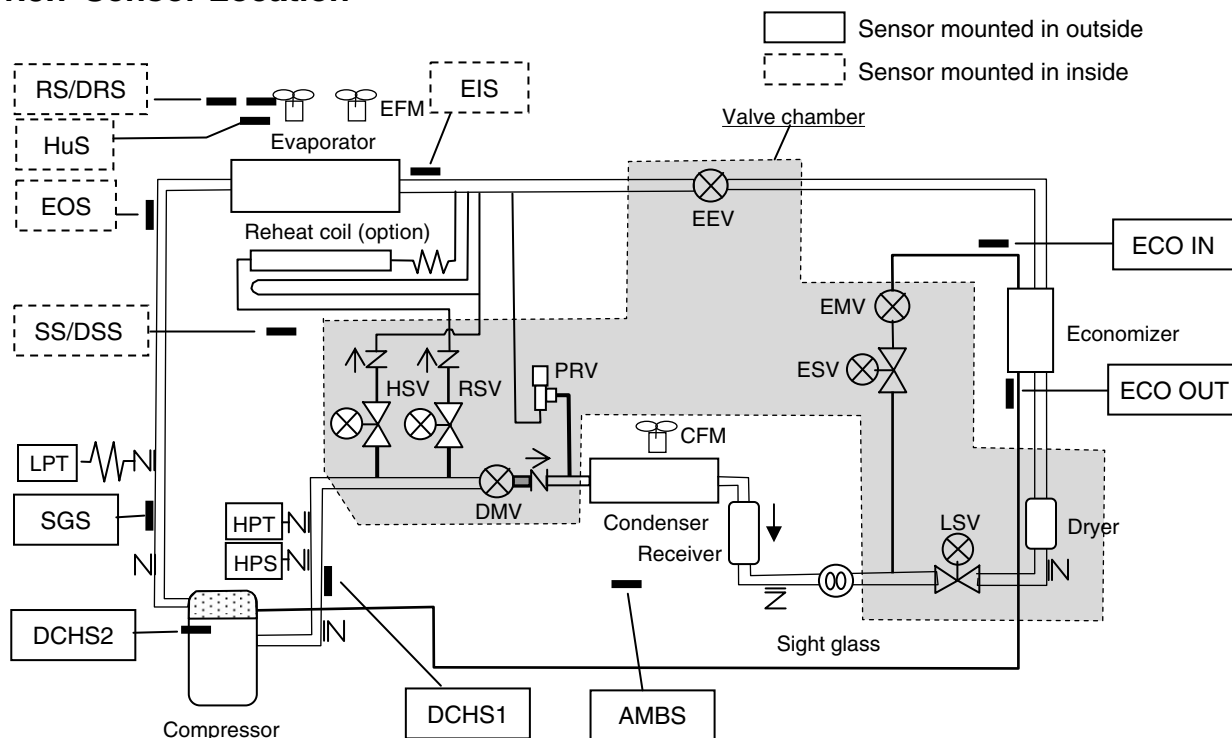 Sensor Location
Sensor mounted in outside
Sensor mounted in inside
RS/DRS
EIS
EFM
HuS
Evaporator
Valve chamber
EOS
EEV
Reheat coil (option)
ECO IN
EMV
SS/DSS
Economizer
ESV
PRV
HSV
RSV
ECO OUT
CFM
LPT
SGS
HPT
DMV
Condenser
LSV
Dryer
Receiver
HPS
DCHS2
Sight glass
DCHS1
AMBS
Compressor